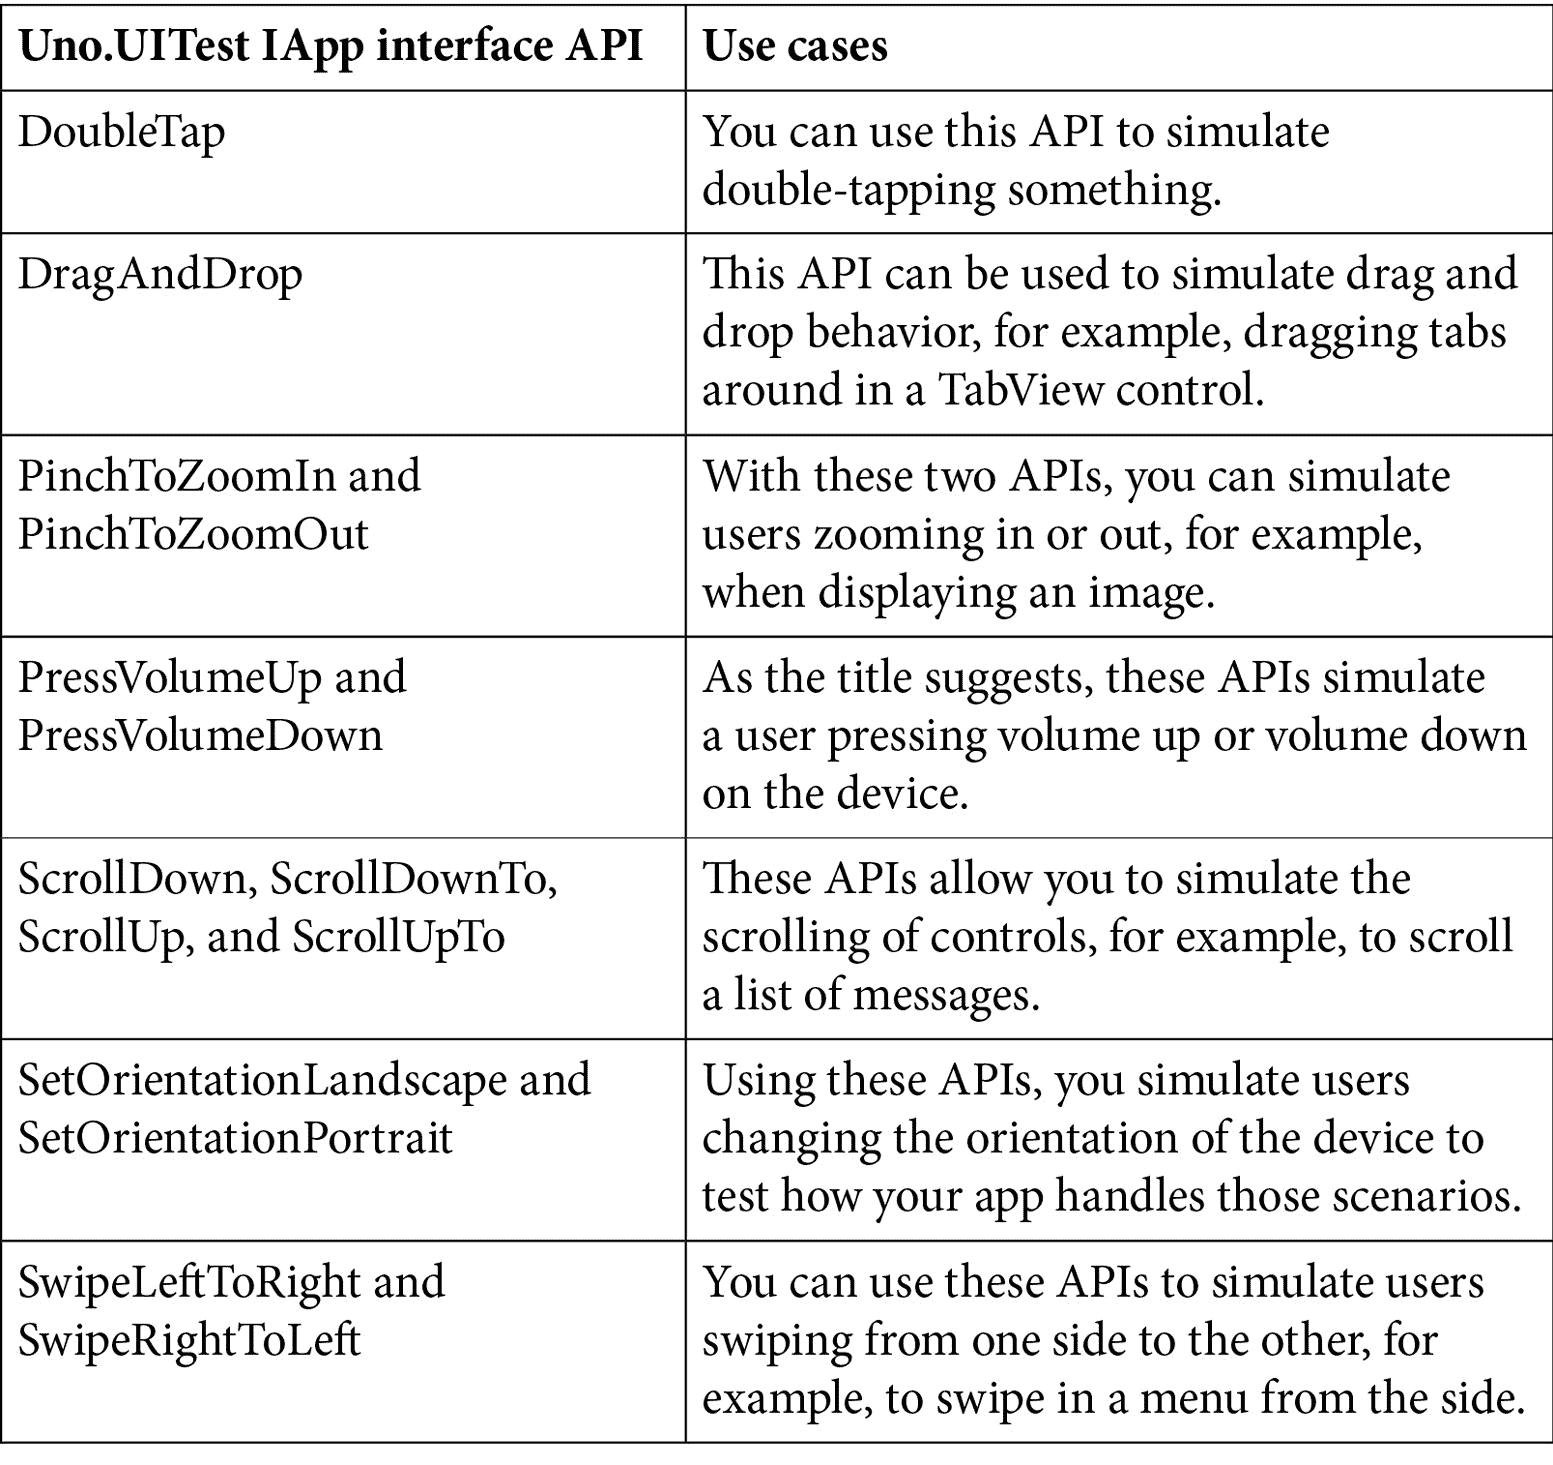 Uno.UITest IApp interface API
Use cases
DoubleTap
You can use this API to simulate
double-tapping something.
DragAndDrop
This API can be used to simulate drag and
drop behavior, for example, dragging tabs
around in a TabView control.
PinchToZoomIn and
PinchToZoomOut
With these two APIs, you can simulate
users zooming in or out, for example,
when displaying an image.
PressVolumeUp and
PressVolumeDown
As the title suggests, these APIs simulate
a user pressing volume up or volume down
on the device.
ScrollDown, ScrollDownTo,
ScrollUp, and ScrollUpTo
These APIs allow you to simulate the
scrolling of controls, for example, to scroll
a list of messages.
SetOrientationLandscape and
SetOrientationPortrait
Using these APIs, you simulate users
changing the orientation of the device to
test how your app handles those scenarios.
SwipeLeftToRight and
SwipeRightToLeft
You can use these APIs to simulate users
swiping from one side to the other, for
example, to swipe in a menu from the side.